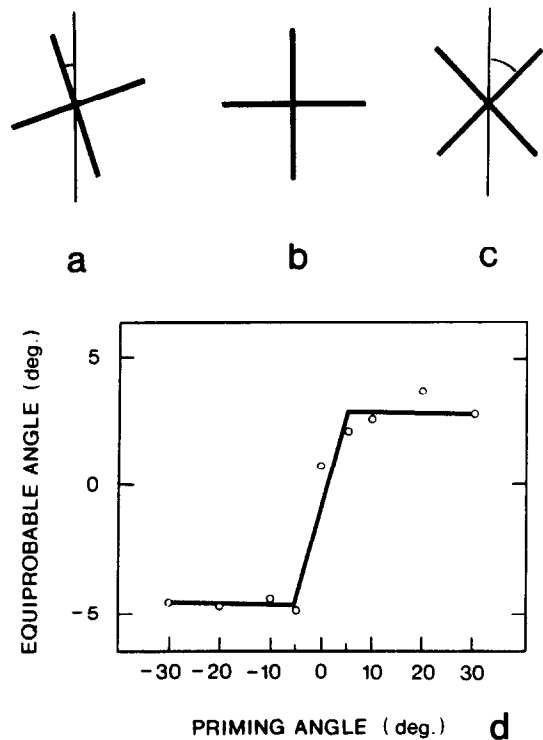 a b c
EQUIPROBABLE ANGLE (deg.)
5
0
-5
-30 -20 -10 0 10 20 30
PRIMING ANGLE (deg.) d